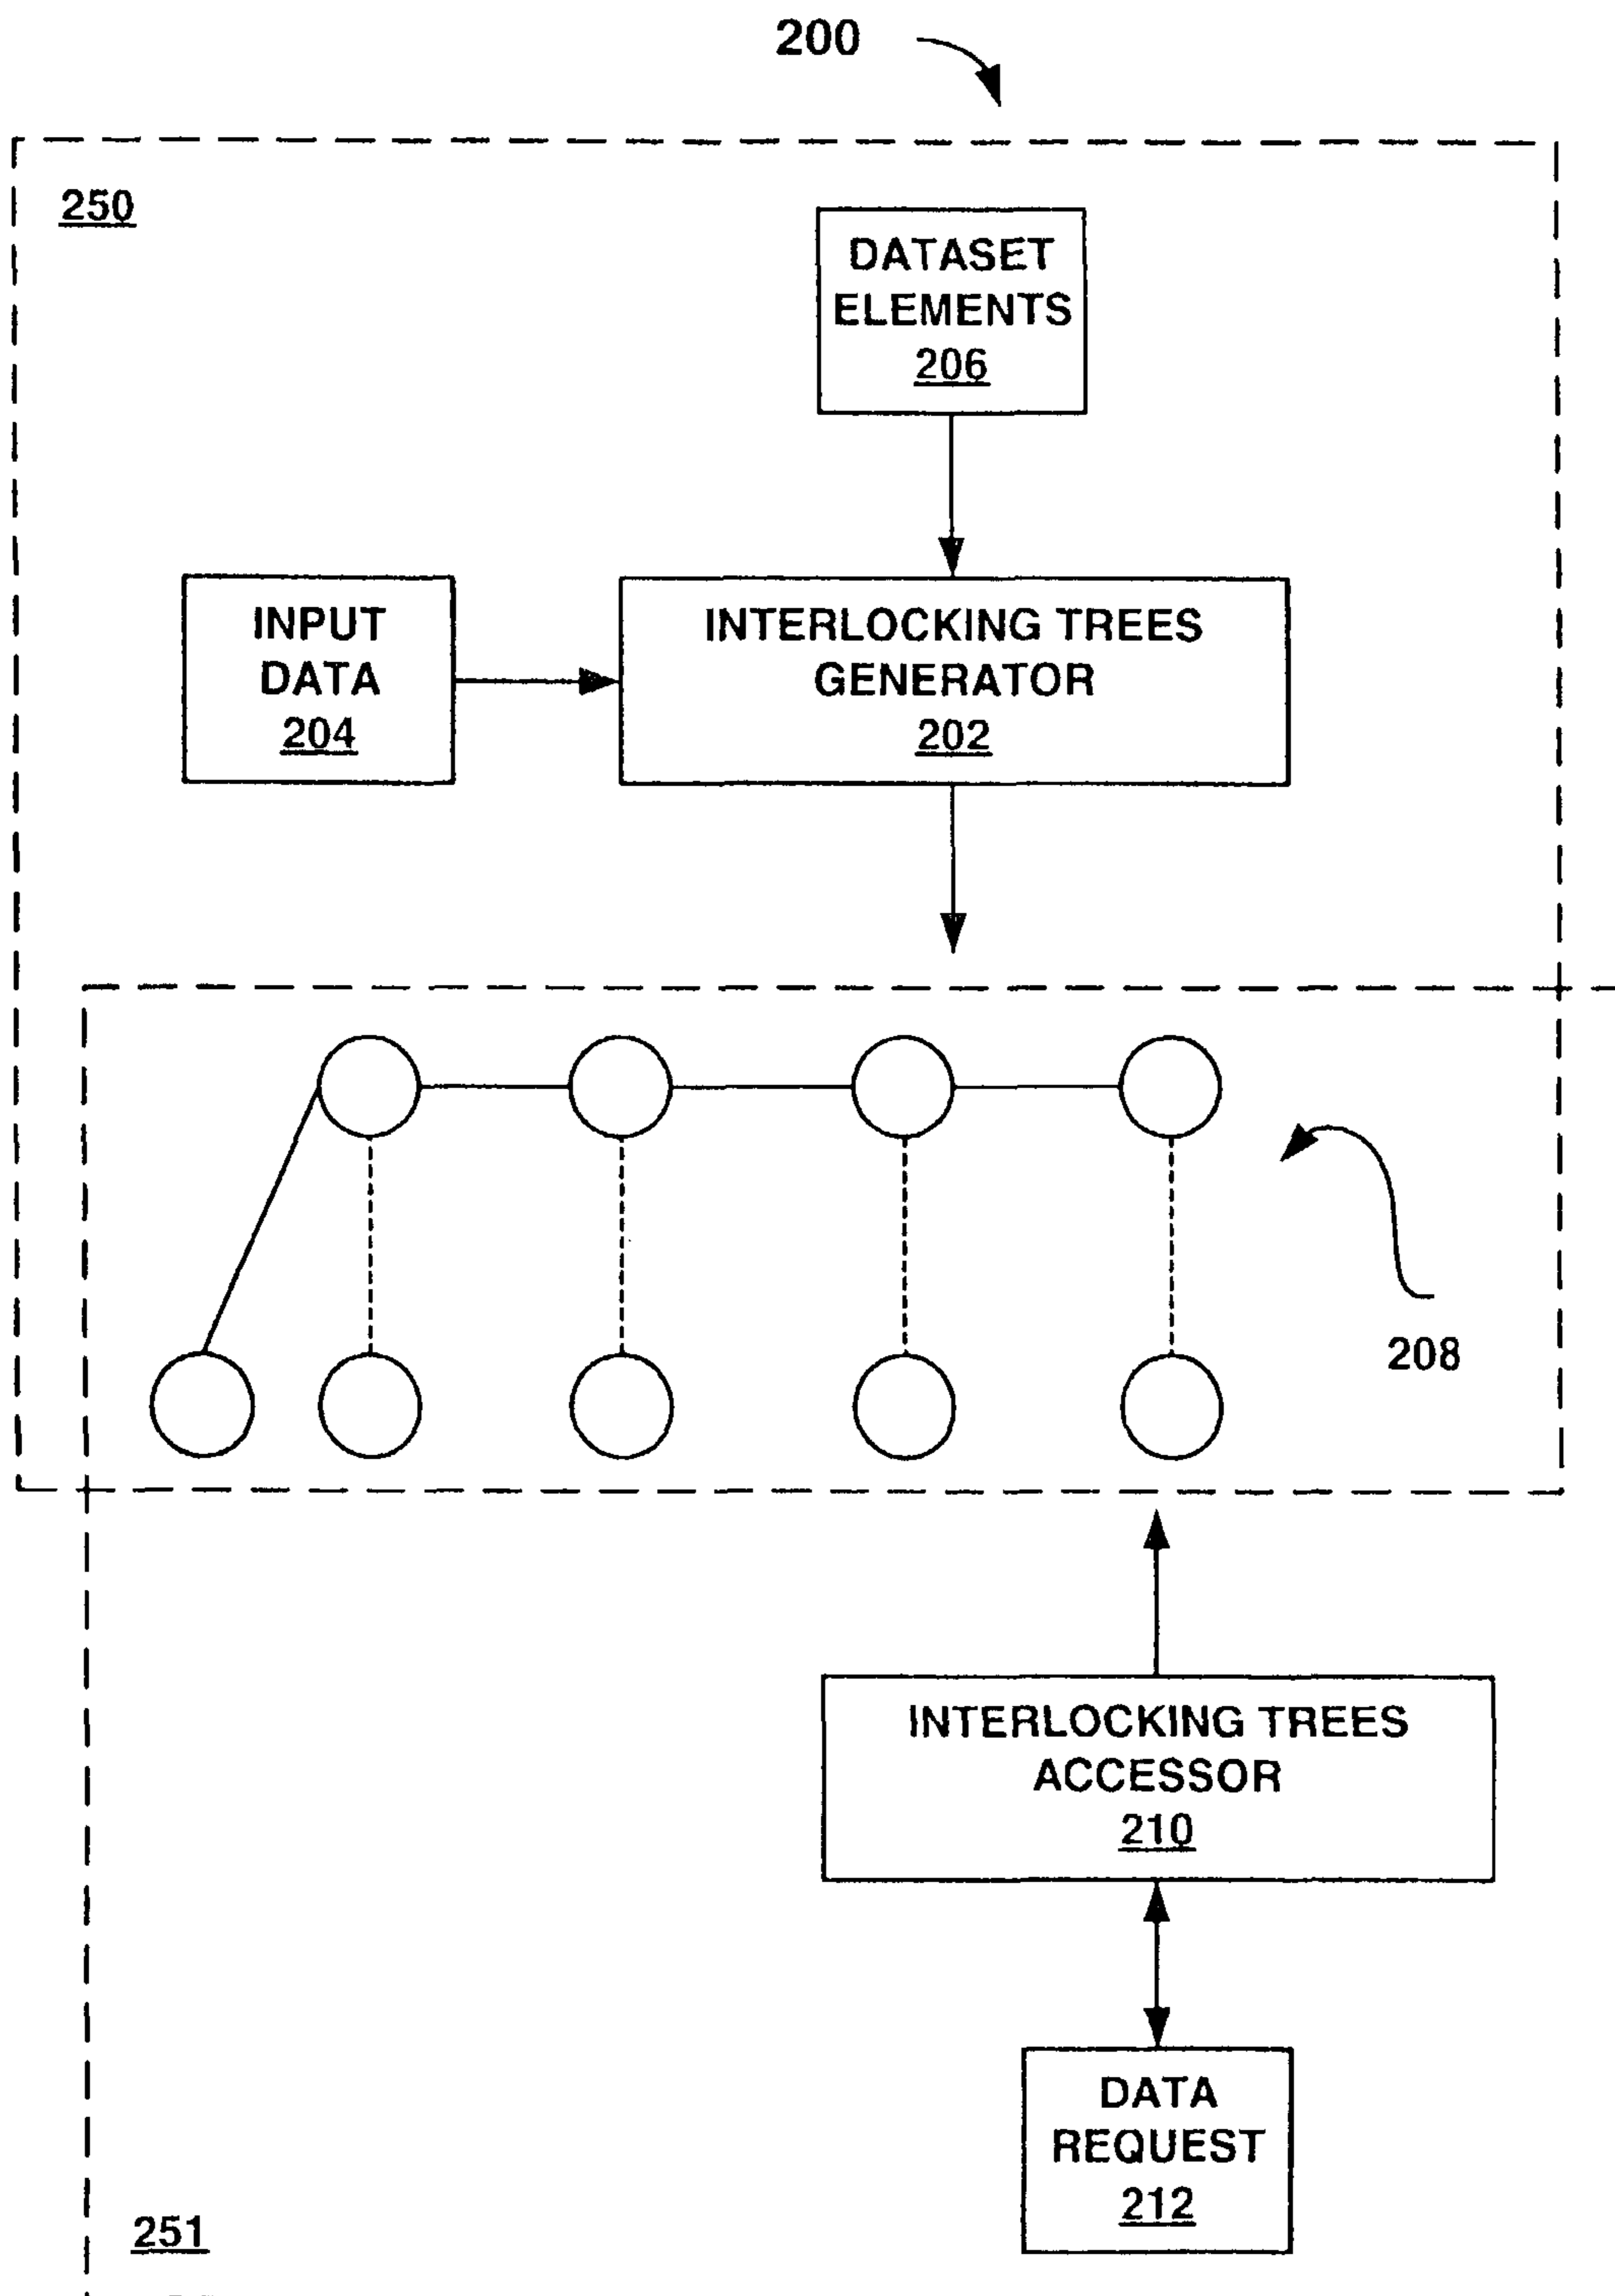 200
250
DATASET
ELEMENTS
206
INPUT
DATA
204
INTERLOCKING TREES
GENERATOR
202
208
INTERLOCKING TREES
ACCESSOR
210
DATA
REQUEST
212
251